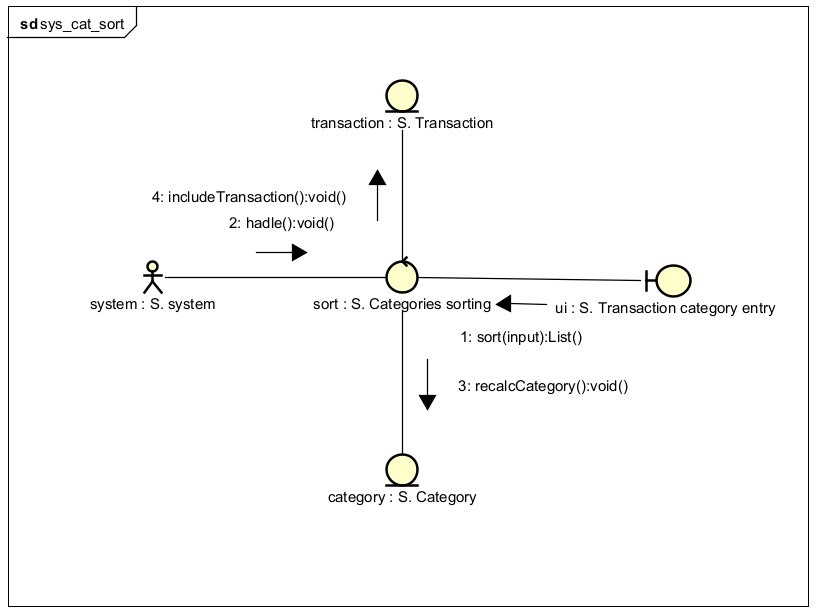 sd sys_cat_sort
transaction : S. Transaction
4: includeTransaction():void()
2: hadle():void()
system : S. system
sort : S. Categories sorting
ui : S. Transaction category entry
1: sort(input):List()
3: recalcCategory():void()
category : S. Category